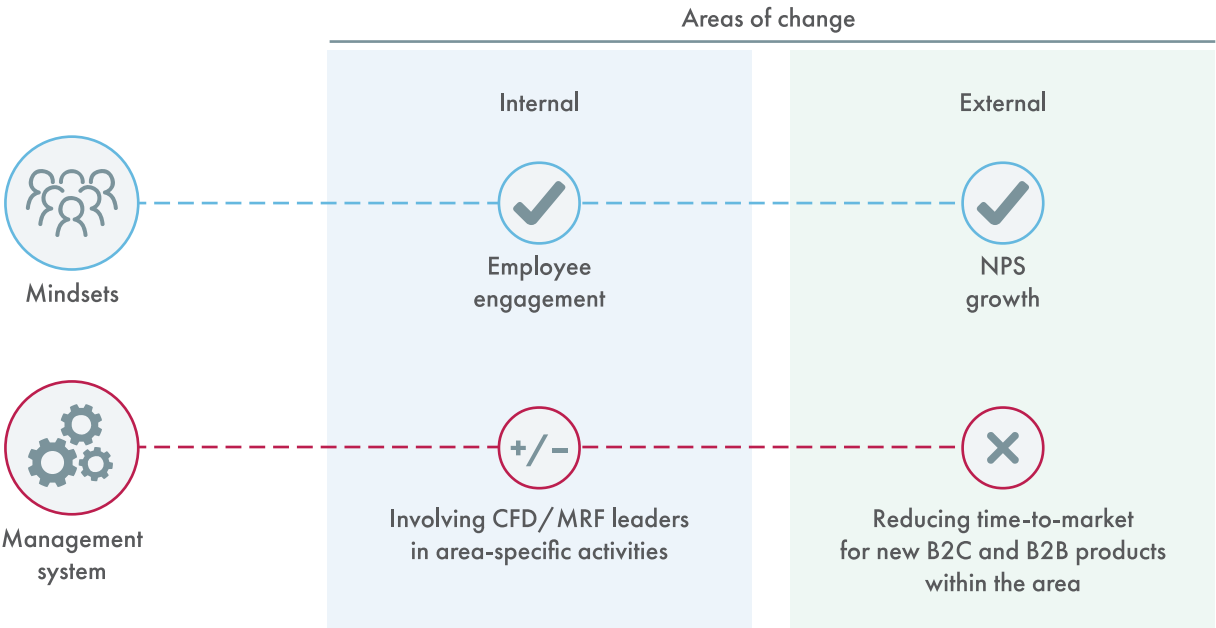 Areas of change
Internal
External
Mindsets
Employee
engagement
NPS
growth
Management
system
+/-
Involving CFD/MRF leaders
in area-specific activities
Reducing time-to-market
for new B2C and B2B products
within the area